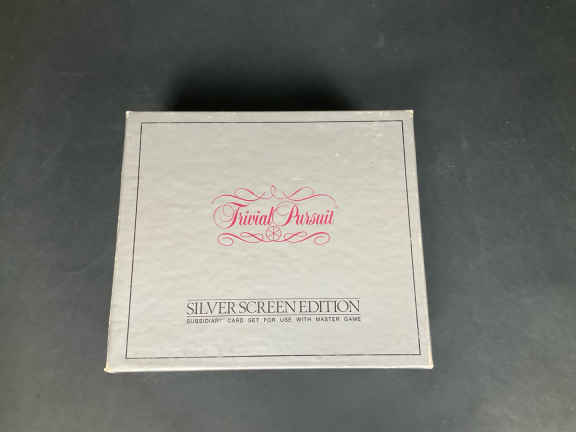 Trivial Pursuit
SILVER SCREEN EDITION
SUBSIDIARY CARD SET FOR USE WITH MASTER GAME